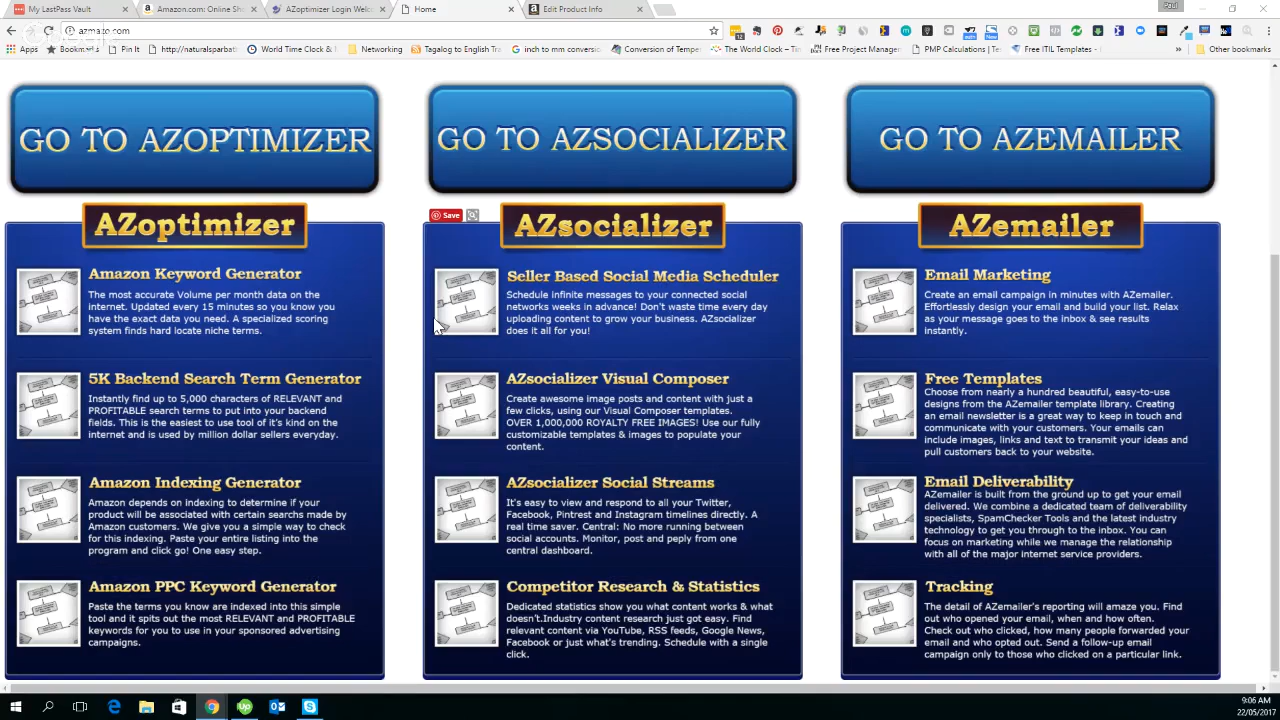 My LastPass Vault
Amazon.com: Online Sh
AZoptimizer Login Welc
Home
Edit Product Info
Paul
azmaze.com
Apps
Bookmarks
Pin It
http://naturalsparbath
World Time Clock &
Networking
Tagalog to English Tra
inch to mm conversion
Conversion of Temper
The World Clock — Tim
Free Project Manager
PMP Calculations | Te
Free ITIL Templates -
Other bookmarks
GO TO AZOPTIMIZER
GO TO AZSOCIALIZER
GO TO AZEMAILER
Save
AZoptimizer
Amazon Keyword Generator
The most accurate Volume per month data on the
internet. Updated every 15 minutes so you know you
have the exact data you need. A specialized scoring
system finds hard locate niche terms.
5K Backend Search Term Generator
Instantly find up to 5,000 characters of RELEVANT and
PROFITABLE search terms to put into your backend
fields. This is the easiest to use tool of it's kind on the
internet and is used by million dollar sellers everyday.
Amazon Indexing Generator
Amazon depends on indexing to determine if your
product will be associated with certain searchs made by
Amazon customers. We give you a simple way to check
for this indexing. Paste your entire listing into the
program and click go! One easy step.
Amazon PPC Keyword Generator
Paste the terms you know are indexed into this simple
tool and it spits out the most RELEVANT and PROFITABLE
keywords for you to use in your sponsored advertising
campaigns.
AZsocializer
Seller Based Social Media Scheduler
Schedule infinite messages to your connected social
networks weeks in advance! Don't waste time every day
uploading content to grow your business. AZsocializer
does it all for you!
AZsocializer Visual Composer
Create awesome image posts and content with just a
few clicks, using our Visual Composer templates.
OVER 1,000,000 ROYALTY FREE IMAGES! Use our fully
customizable templates & images to populate your
content.
AZsocializer Social Streams
It's easy to view and respond to all your Twitter,
Facebook, Pintrest and Instagram timelines directly. A
real time saver. Central: No more running between
social accounts. Monitor, post and peply from one
central dashboard.
Competitor Research & Statistics
Dedicated statistics show you what content works & what
doesn't.Industry content research just got easy. Find
relevant content via YouTube, RSS feeds, Google News,
Facebook or just what's trending. Schedule with a single
click.
AZemailer
Email Marketing
Create an email campaign in minutes with AZemailer.
Effortlessly design your email and build your list. Relax
as your message goes to the inbox & see results
instantly.
Free Templates
Choose from nearly a hundred beautiful, easy-to-use
designs from the AZemailer template library. Creating
an email newsletter is a great way to keep in touch and
communicate with your customers. Your emails can
include images, links and text to transmit your ideas and
pull customers back to your website.
Email Deliverability
AZemailer is built from the ground up to get your email
delivered. We combine a dedicated team of deliverability
specialists, SpamChecker Tools and the latest industry
technology to get you through to the inbox. You can
focus on marketing while we manage the relationship
with all of the major internet service providers.
Tracking
The detail of AZemailer's reporting will amaze you. Find
out who opened your email, when and how often.
Check out who clicked, how many people forwarded your
email and who opted out. Send a follow-up email
campaign only to those who clicked on a particular link.
9:06 AM
22/05/2017